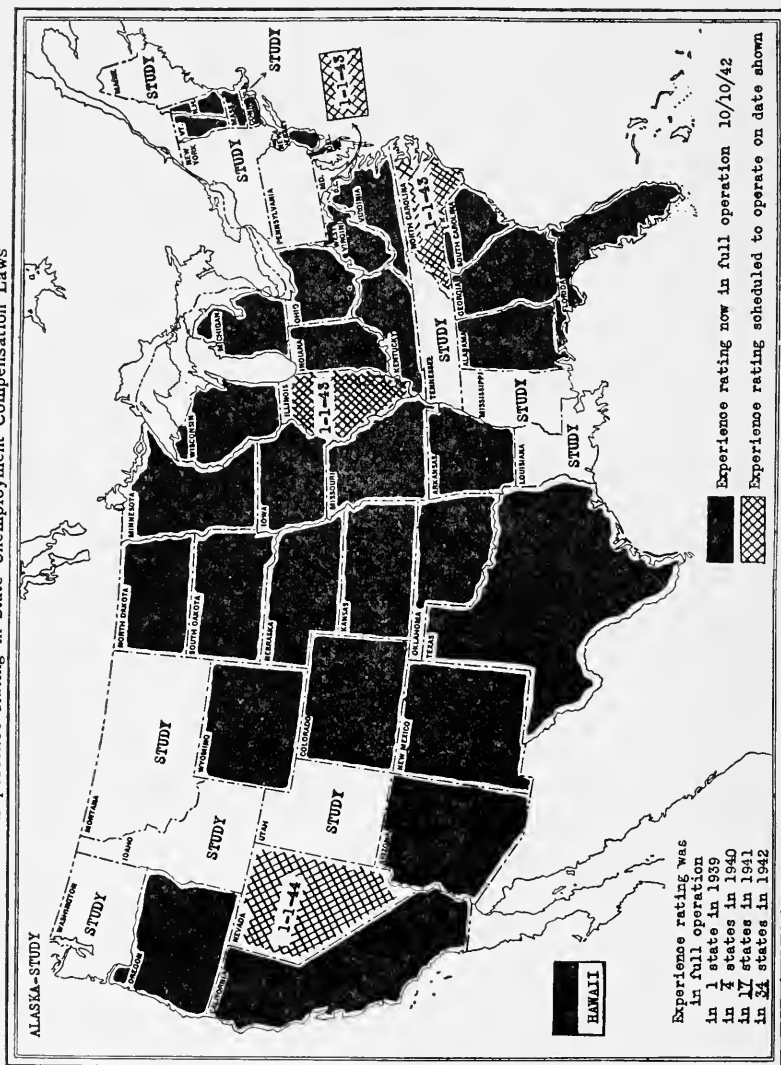 Experience Rating in State Unemployment Compensation Laws
ALASKA-STUDY
WASHINGTON
STUDY
MONTANA
STUDY
IDAHO
STUDY
OREGON
WYOMING
NEVADA
1-1-44
UTAH
STUDY
CALIFORNIA
COLORADO
ARIZONA
NEW MEXICO
NORTH DAKOTA
SOUTH DAKOTA
NEBRASKA
KANSAS
OKLAHOMA
TEXAS
MINNESOTA
IOWA
MISSOURI
ARKANSAS
LOUISIANA
STUDY
WISCONSIN
ILLINOIS
1-1-43
MICHIGAN
INDIANA
OHIO
KENTUCKY
TENNESSEE
STUDY
MISSISSIPPI
STUDY
ALABAMA
GEORGIA
FLORIDA
SOUTH CAROLINA
NORTH CAROLINA
1-1-43
WEST
VIRGINIA
VIRGINIA
MD.
1-1-43
PENNSYLVANIA
STUDY
NEW
YORK
VT.
MASS.
CONN.
STUDY
MAINE
STUDY
HAWAII
Experience rating was
in full operation
in 1 state in 1939
in 4 states in 1940
in 17 states in 1941
in 34 states in 1942
Experience rating now in full operation 10/10/42
Experience rating scheduled to operate on date shown